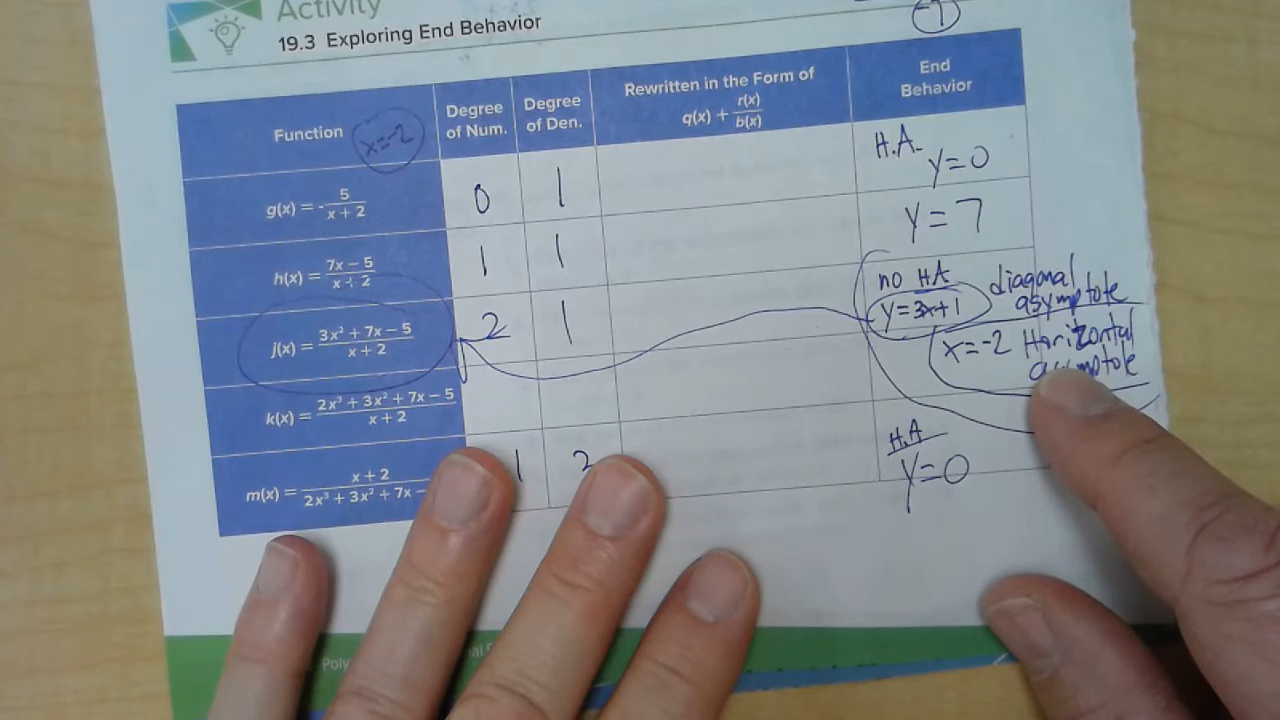 Activity
19.3 Exploring End Behavior
-7
Function x=-2
Degree of Num.
Degree of Den.
Rewritten in the Form of
q(x) + r(x)/b(x)
End Behavior
g(x) = - 5/(x + 2)
0
1
H.A. y=0
h(x) = (7x − 5)/(x + 2)
1
1
y=7
j(x) = (3x² + 7x − 5)/(x + 2)
2
1
no HA
y=3x+1
diagonal
asymptote
x=-2 Horizontal
asymptote
k(x) = (2x³ + 3x² + 7x − 5)/(x + 2)
m(x) = (x + 2)/(2x³ + 3x² + 7x −
1
2
H.A
y=0
Poly